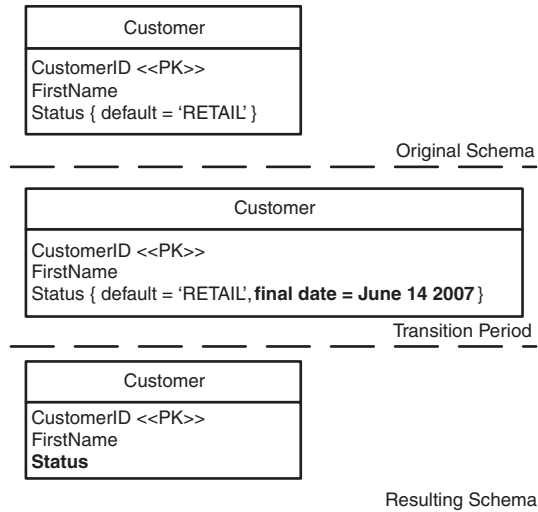 Customer
CustomerID <<PK>>
FirstName
Status { default = ‘RETAIL’ }
Original Schema
Customer
CustomerID <<PK>>
FirstName
Status { default = ‘RETAIL’, final date = June 14 2007 }
Transition Period
Customer
CustomerID <<PK>>
FirstName
Status
Resulting Schema